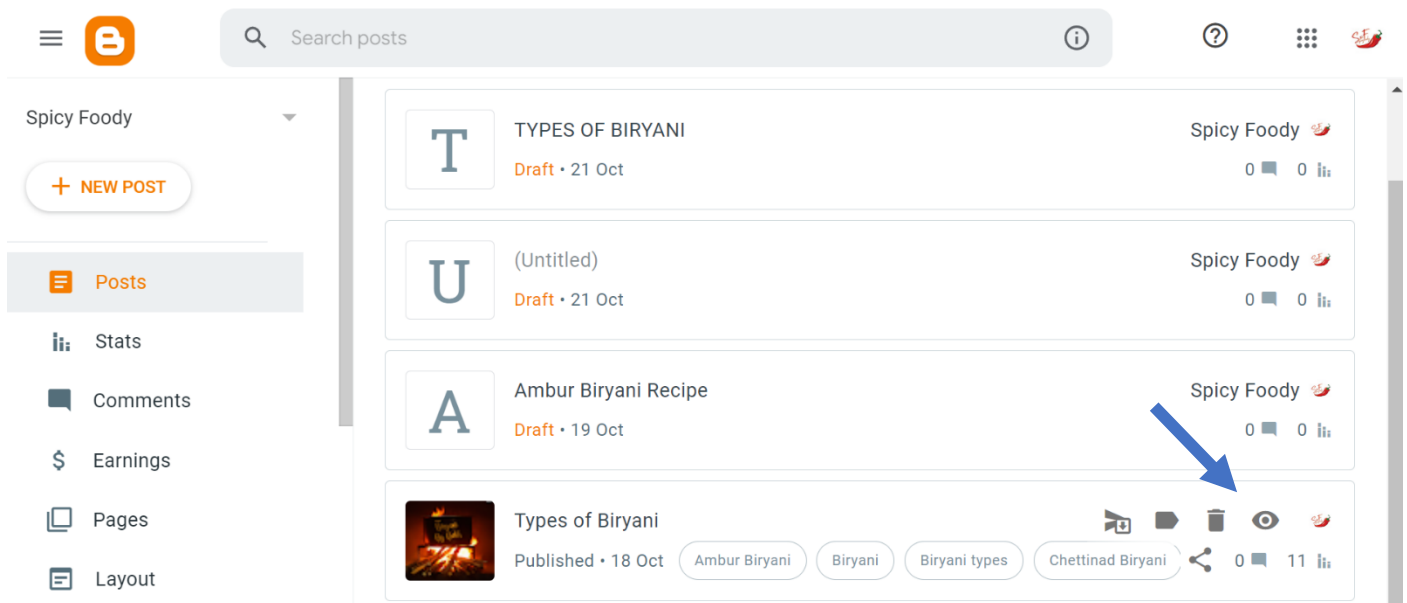 Search posts
Spicy Foody
NEW POST
Posts
Stats
Comments
$ Earnings
Pages
Layout
T
TYPES OF BIRYANI
Spicy Foody
Draft • 21 Oct
0 0
U
(Untitled)
Spicy Foody
Draft • 21 Oct
0 0
A
Ambur Biryani Recipe
Spicy Foody
Draft • 19 Oct
0 0
Types of Biryani
Published • 18 Oct Ambur Biryani Biryani Biryani types Chettinad Biryani 0 11